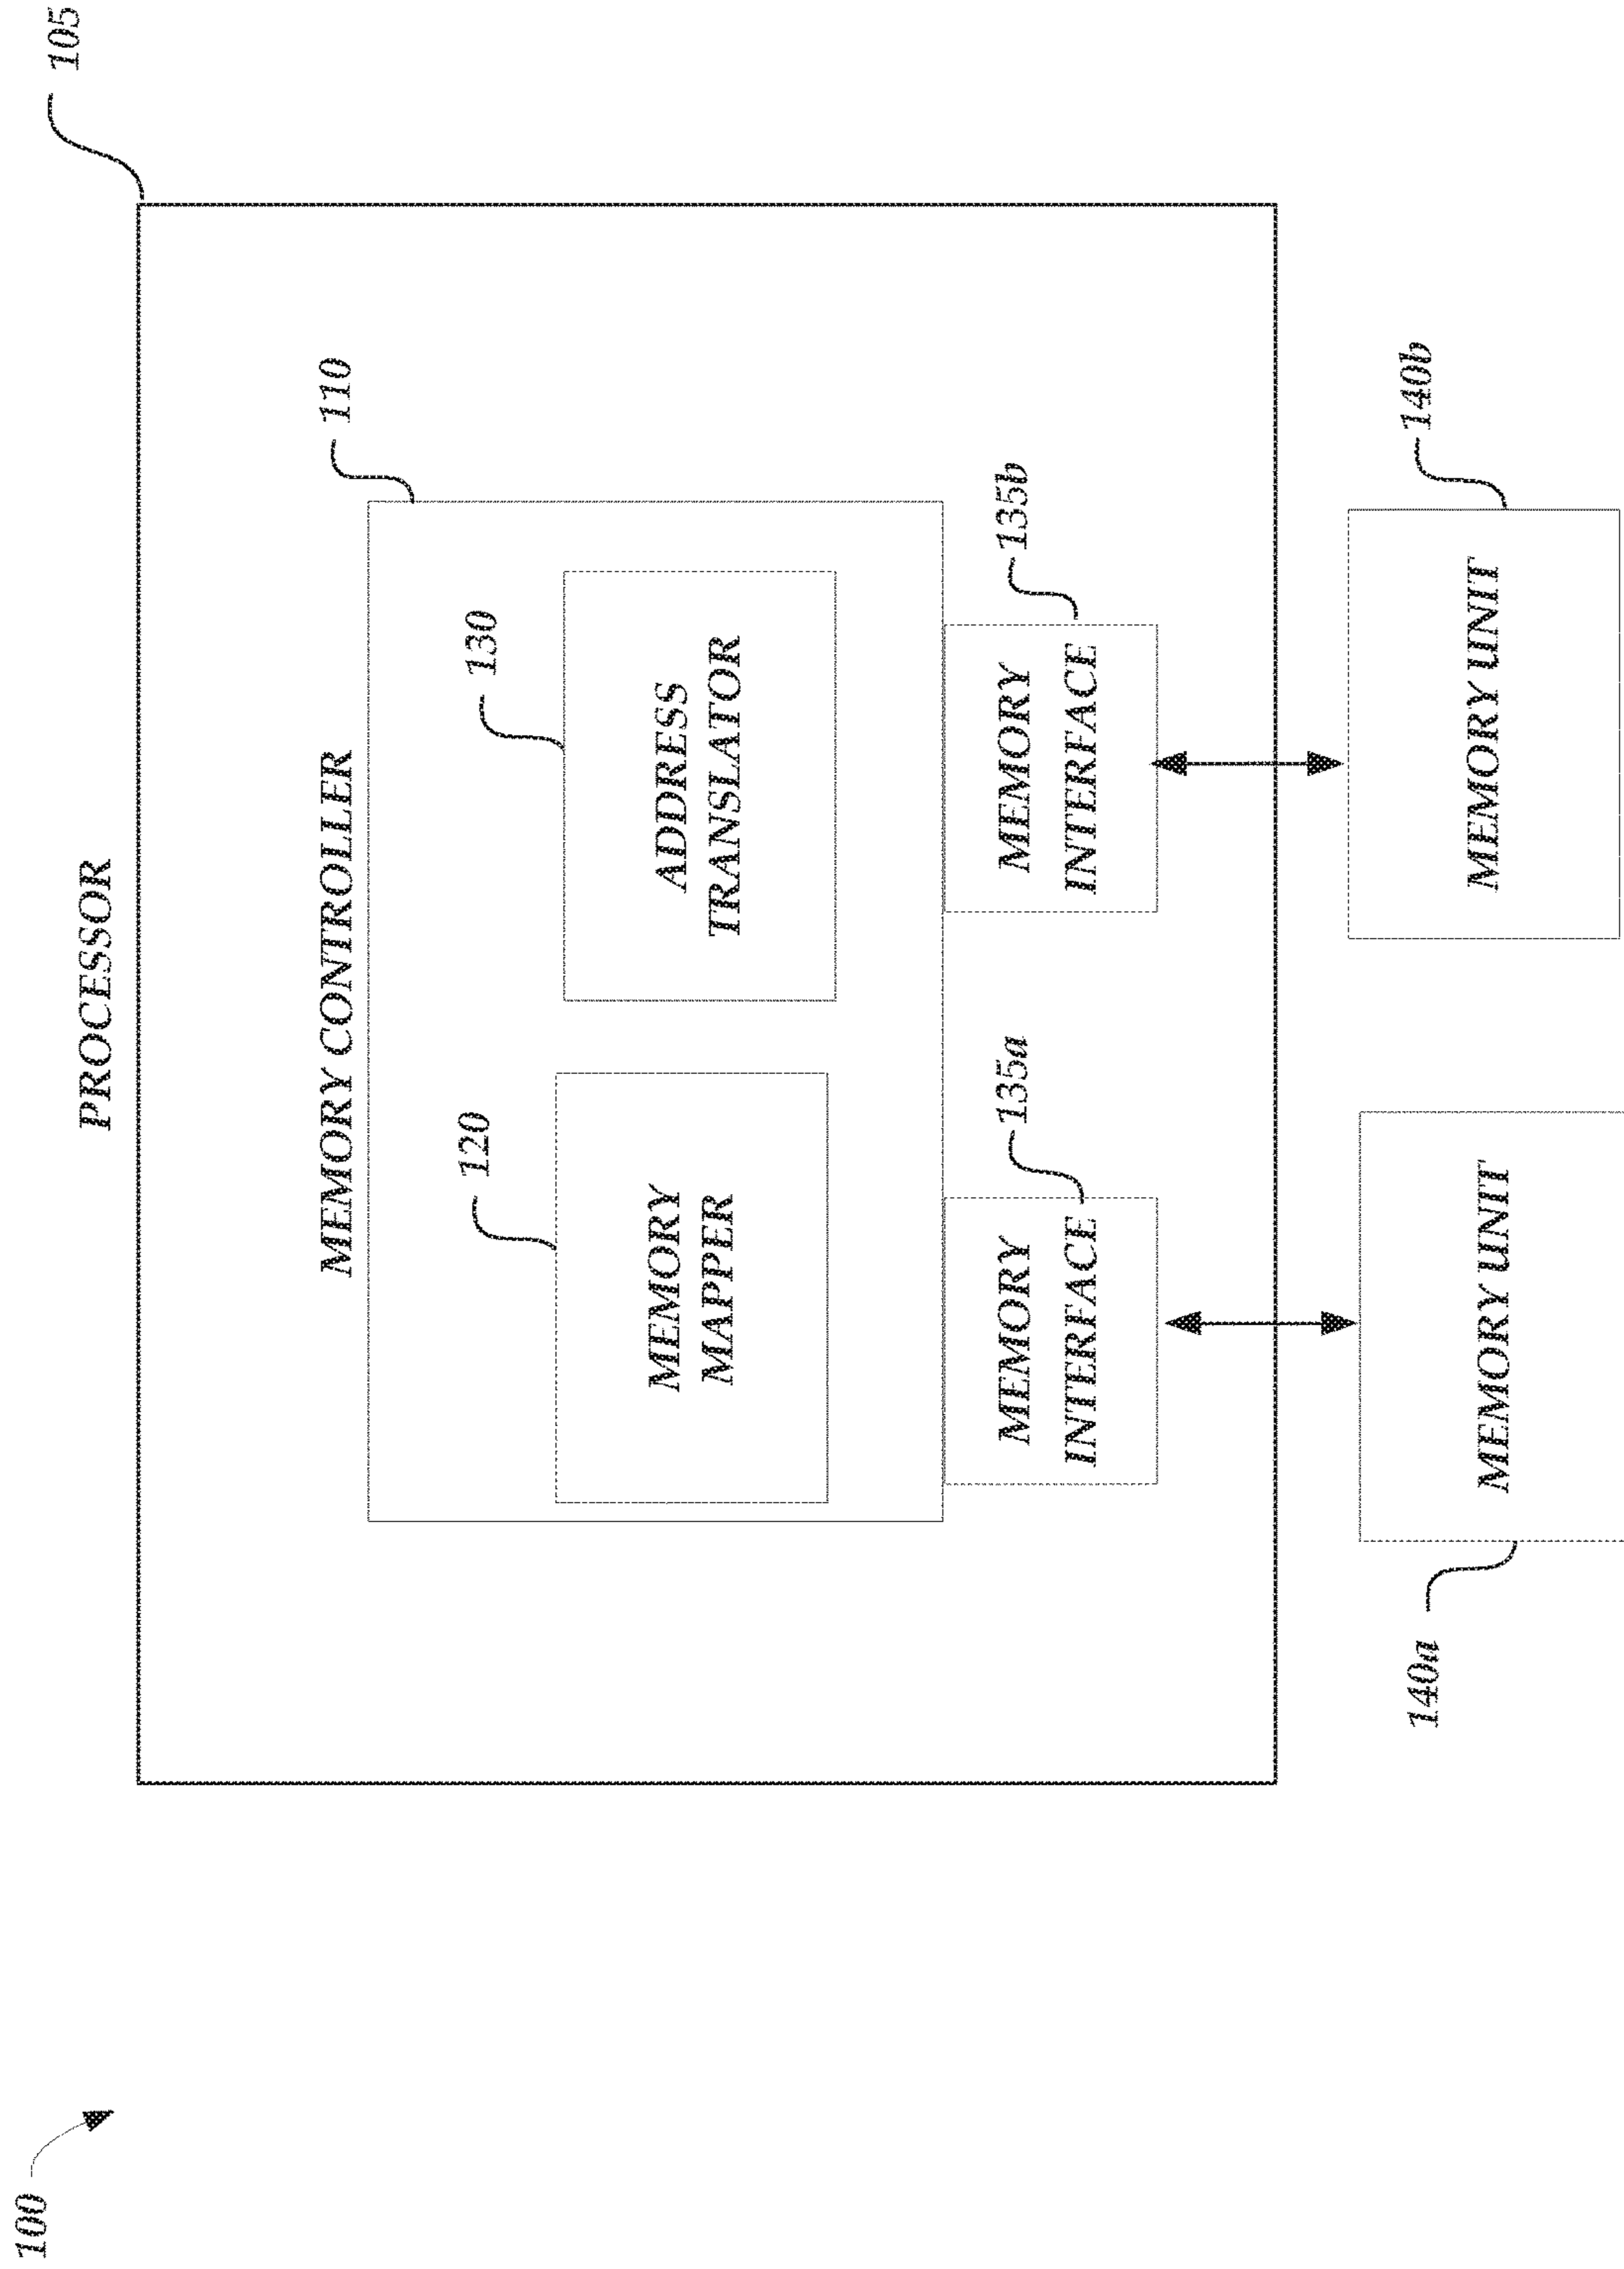 105
PROCESSOR
110
MEMORY CONTROLLER
120
130
MEMORY
MAPPER
ADDRESS
TRANSLATOR
135a
135b
MEMORY
INTERFACE
MEMORY
INTERFACE
140a
140b
MEMORY UNIT
MEMORY UNIT
100